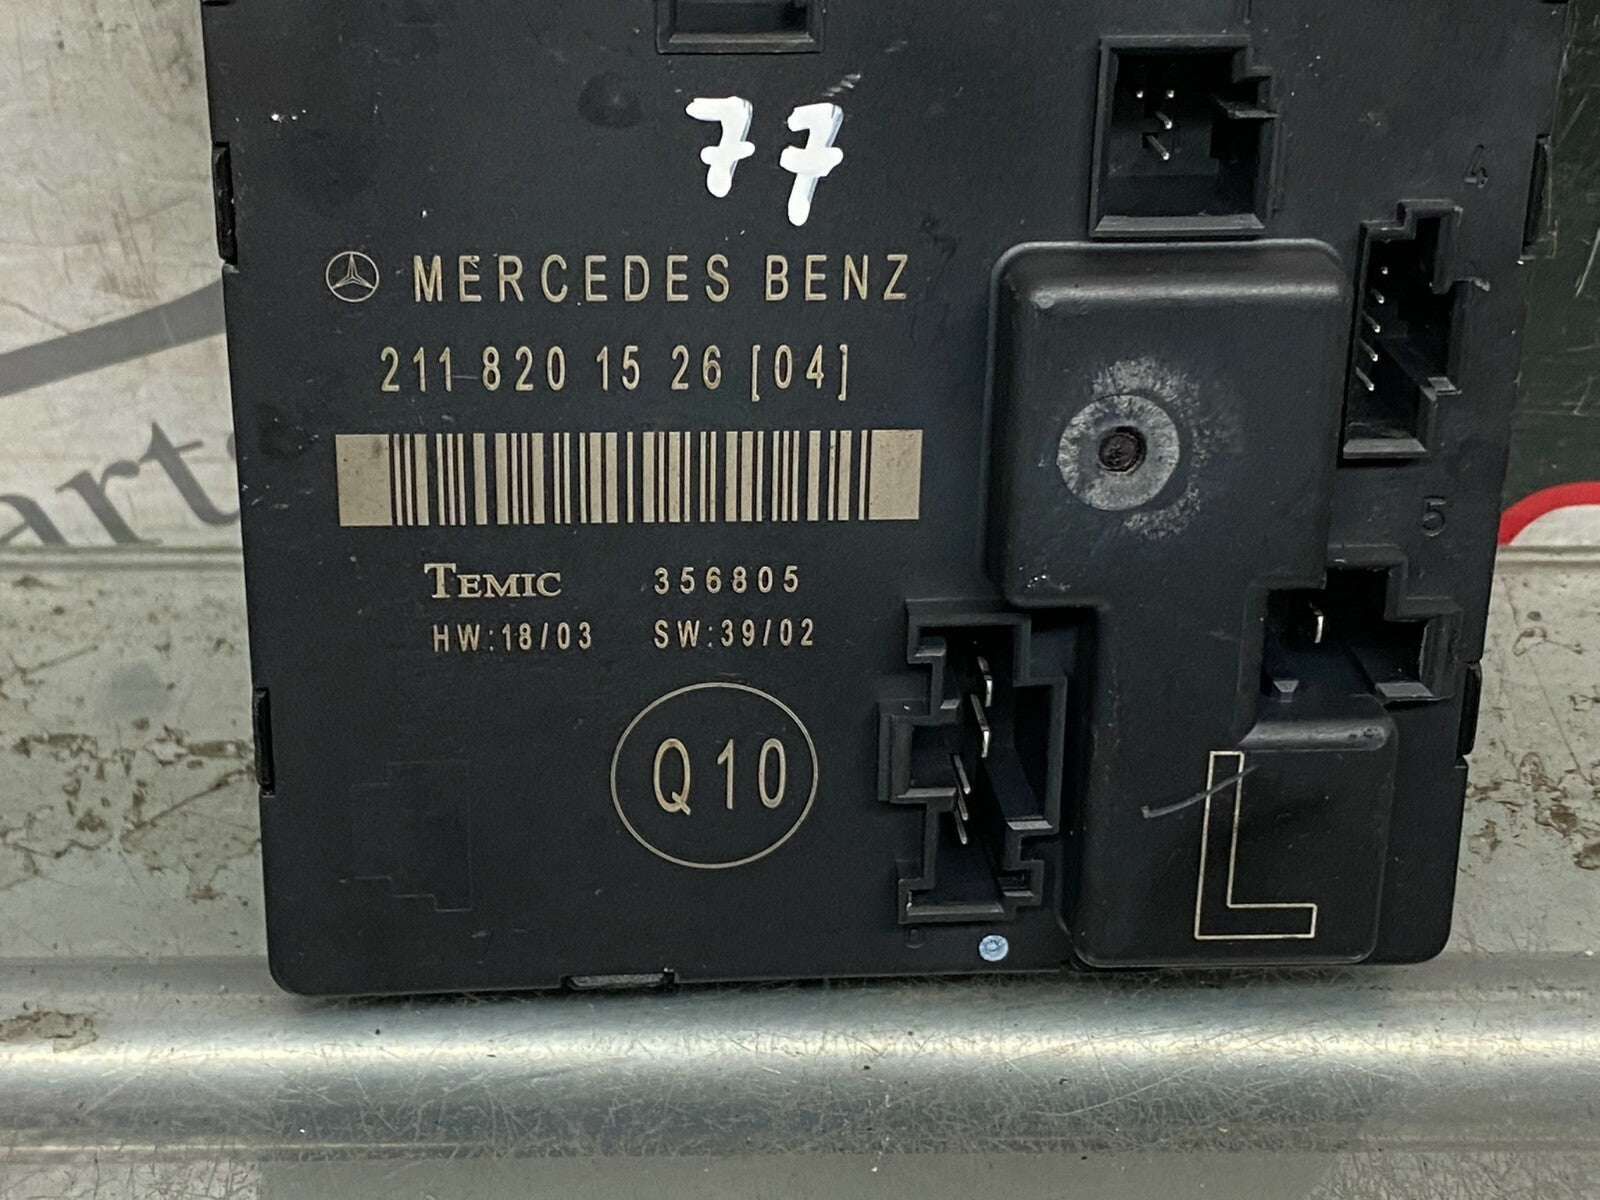 77
MERCEDES BENZ
211 820 15 26 [04]
TEMIC 356805
HW:18/03 SW:39/02
Q10
L
4
5
art